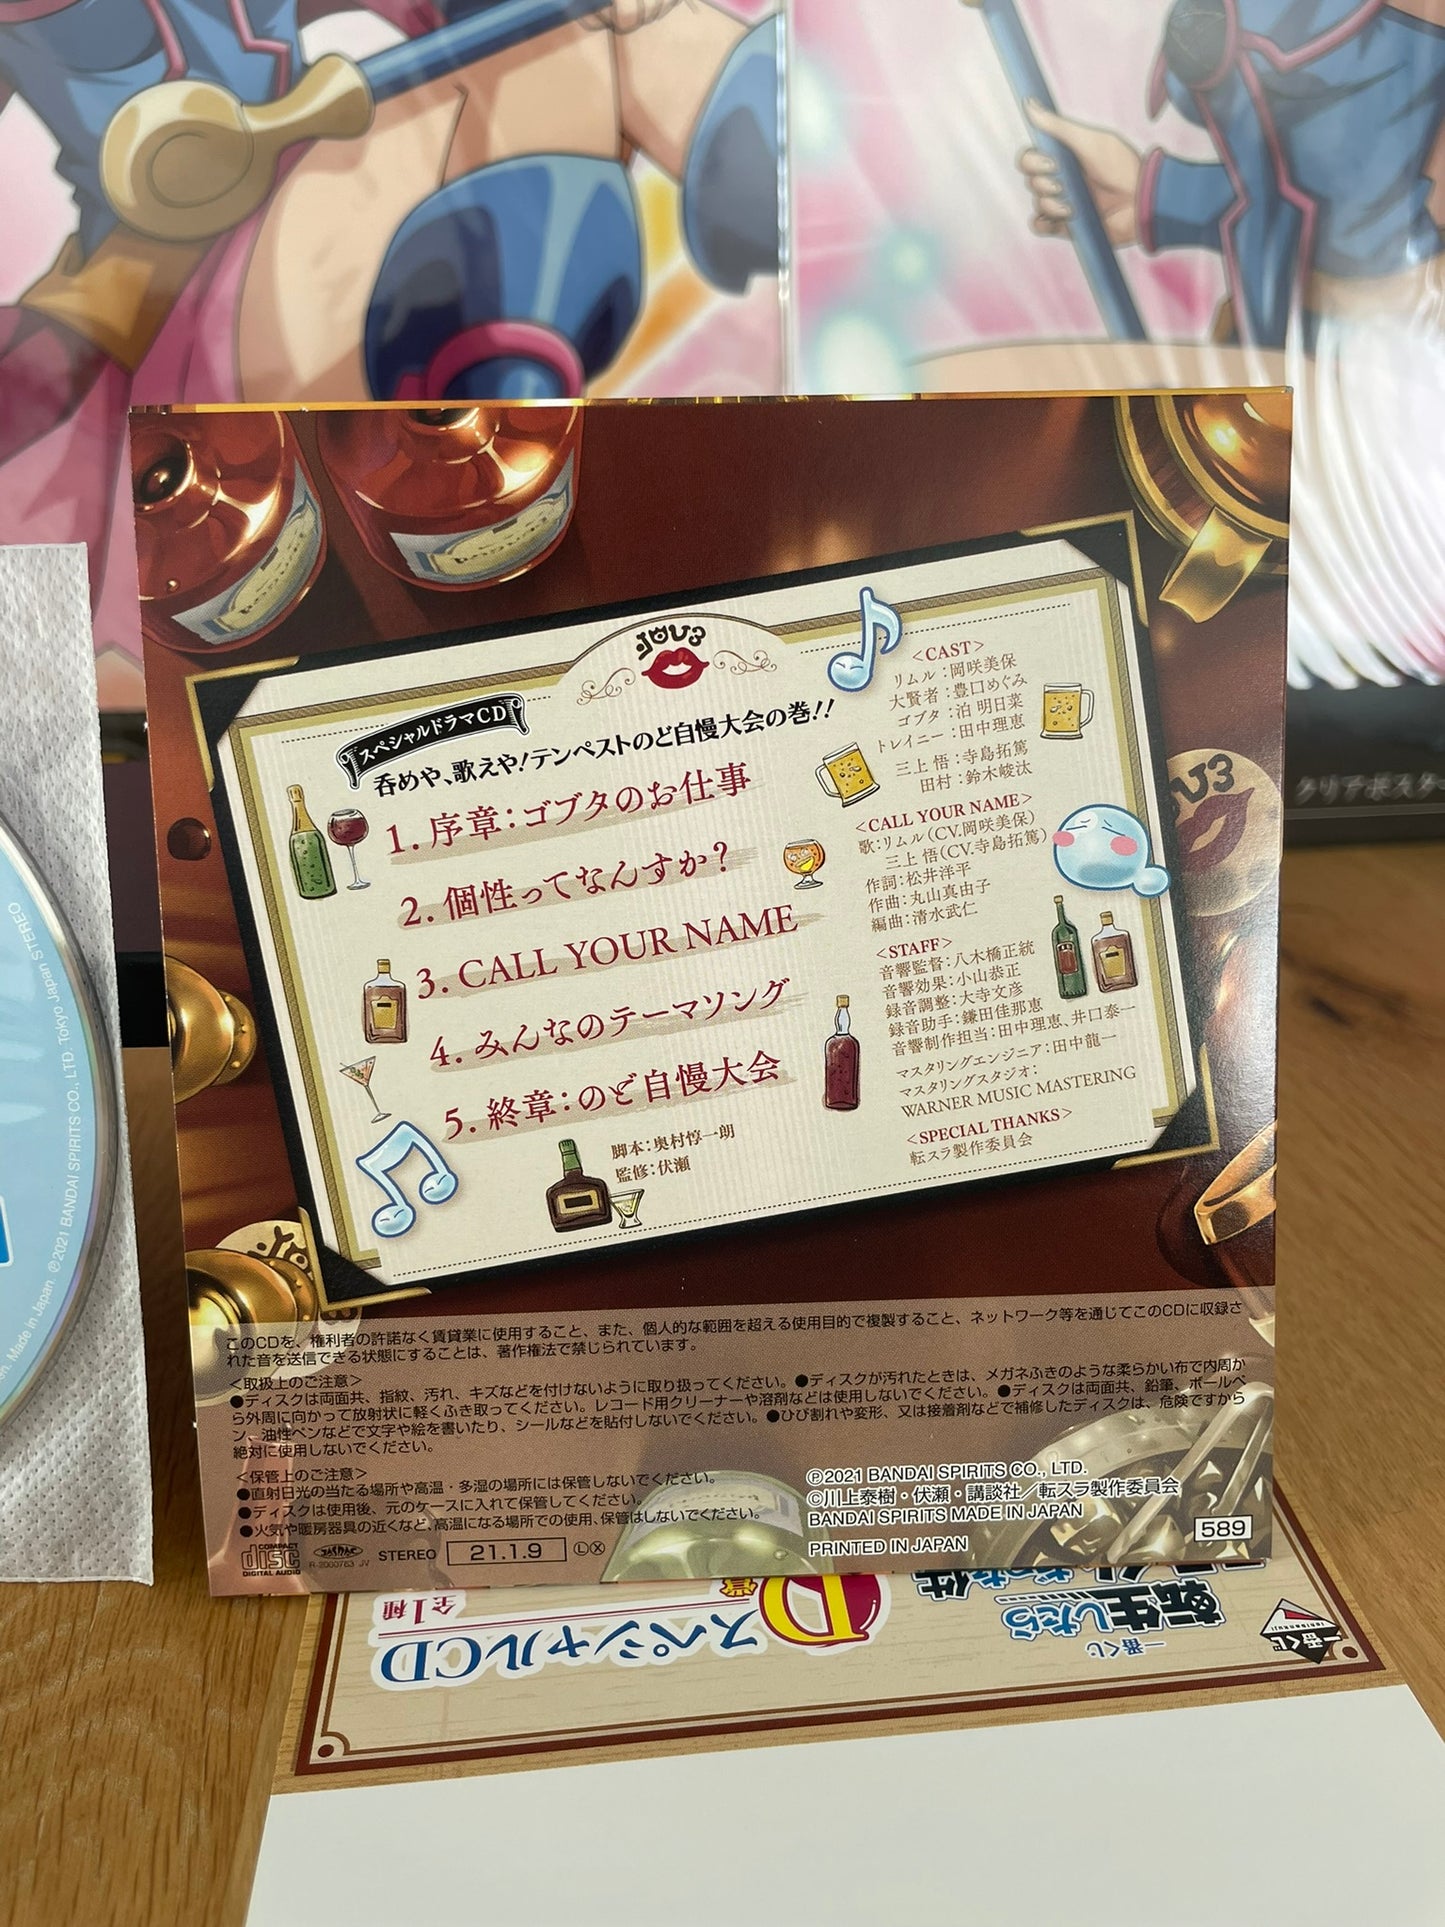 スペシャルドラマCD
呑めや、歌えや!テンペストのど自慢大会の巻!!
1. 序章:ゴブタのお仕事
2. 個性ってなんすか?
3. CALL YOUR NAME
4. みんなのテーマソング
5. 終章:のど自慢大会
脚本:奥村惇一朗
監修:伏瀬
<CAST>
リムル:岡咲美保
大賢者:豊口めぐみ
ゴブタ:泊 明日菜
トレイニー:田中理恵
三上 悟:寺島拓篤
田村:鈴木崚汰
<CALL YOUR NAME>
歌:リムル(CV.岡咲美保)
三上 悟(CV.寺島拓篤)
作詞:松井洋平
作曲:丸山真由子
編曲:清水武仁
<STAFF>
音響監督:八木橋正統
音響効果:小山恭正
録音調整:大寺文彦
録音助手:鎌田佳那恵
音響制作担当:田中理恵、井口泰一
マスタリングエンジニア:田中龍一
マスタリングスタジオ:
WARNER MUSIC MASTERING
<SPECIAL THANKS>
転スラ製作委員会
このCDを、権利者の許諾なく賃貸業に使用すること、また、個人的な範囲を超える使用目的で複製すること、ネットワーク等を通じてこのCDに収録さ
れた音を送信できる状態にすることは、著作権法で禁じられています。
<取扱上のご注意>
●ディスクは両面共、指紋、汚れ、キズなどを付けないように取り扱ってください。●ディスクが汚れたときは、メガネふきのような柔らかい布で内周か
ら外周に向かって放射状に軽くふき取ってください。レコード用クリーナーや溶剤などは使用しないでください。●ディスクは両面共、鉛筆、ボールペ
ン、油性ペンなどで文字や絵を書いたり、シールなどを貼付しないでください。●ひび割れや変形、又は接着剤などで補修したディスクは、危険ですから
絶対に使用しないでください。
<保管上のご注意>
●直射日光の当たる場所や高温・多湿の場所には保管しないでください。
●ディスクは使用後、元のケースに入れて保管してください。
●火気や暖房器具の近くなど、高温になる場所での使用、保管はしないでください。
COMPACT
disc
DIGITAL AUDIO
JASRAC
R-2080763 JV
STEREO
21.1.9
Ⓛⓧ
℗2021 BANDAI SPIRITS CO., LTD.
©川上泰樹・伏瀬・講談社/転スラ製作委員会
BANDAI SPIRITS MADE IN JAPAN
PRINTED IN JAPAN
589
Made in Japan. ℗2021 BANDAI SPIRITS CO., LTD. Tokyo Japan STEREO
クリアポスター
D賞
スペシャルCD
全1種
一番くじ
転生したら
一番くじ